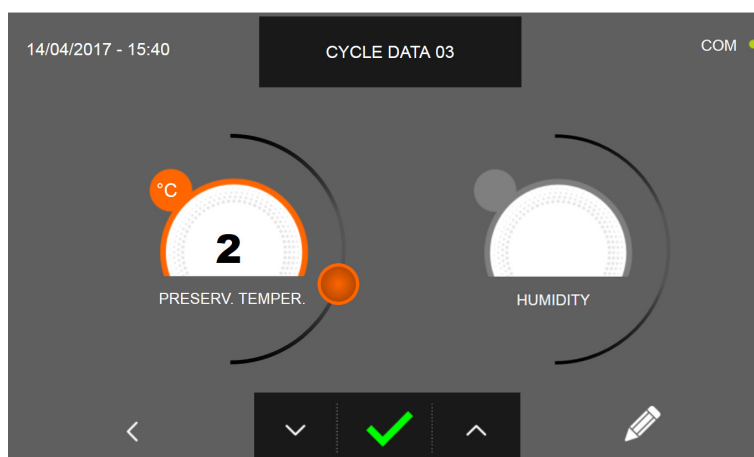 14/04/2017 - 15:40
CYCLE DATA 03
COM
°C
2
PRESERV. TEMPER.
HUMIDITY